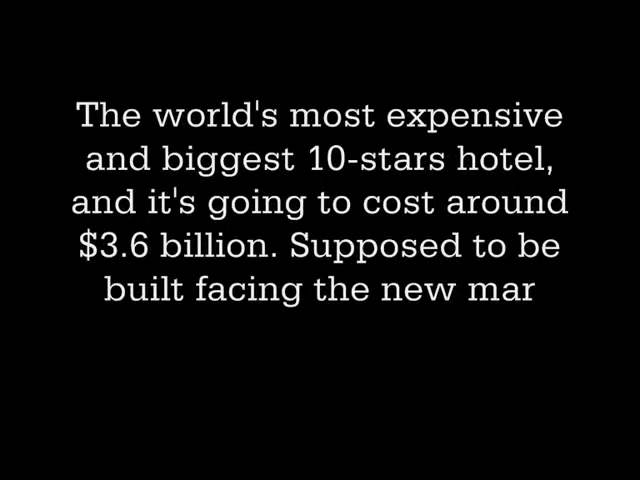 The world's most expensive
and biggest 10-stars hotel,
and it's going to cost around
$3.6 billion. Supposed to be
built facing the new mar